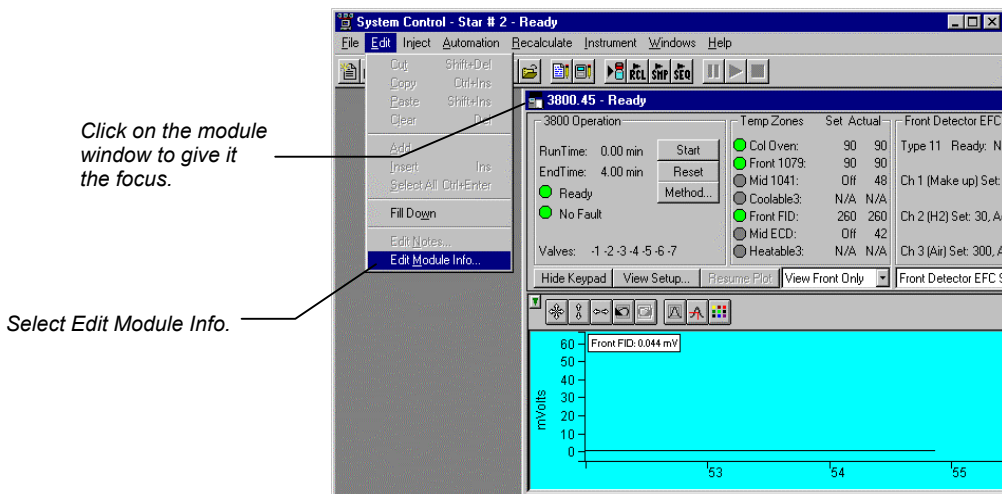 System Control - Star # 2 - Ready
File Edit Inject Automation Recalculate Instrument Windows Help
Cut Shift+Del
Copy Ctrl+Ins
Paste Shift+Ins
Clear Del
Add
Insert Ins
Select All Ctrl+Enter
Fill Down
Edit Notes...
Edit Module Info...
RCL SMP SEQ
Click on the module
window to give it
the focus.
Select Edit Module Info.
3800.45 - Ready
3800 Operation
RunTime: 0.00 min Start
EndTime: 4.00 min Reset
Ready Method...
No Fault
Valves: -1 -2 -3 -4 -5 -6 -7
Temp Zones Set Actual
Col Oven: 90 90
Front 1079: 90 90
Mid 1041: Off 48
Coolable3: N/A N/A
Front FID: 260 260
Mid ECD: Off 42
Heatable3: N/A N/A
Front Detector EFC
Type 11 Ready: N
Ch 1 (Make up) Set:
Ch 2 (H2) Set: 30, A
Ch 3 (Air) Set: 300, A
Hide Keypad View Setup... Resume Plot View Front Only Front Detector EFC S
Front FID: 0.044 mV
mVolts
60
50
40
30
20
10
0
53 54 55